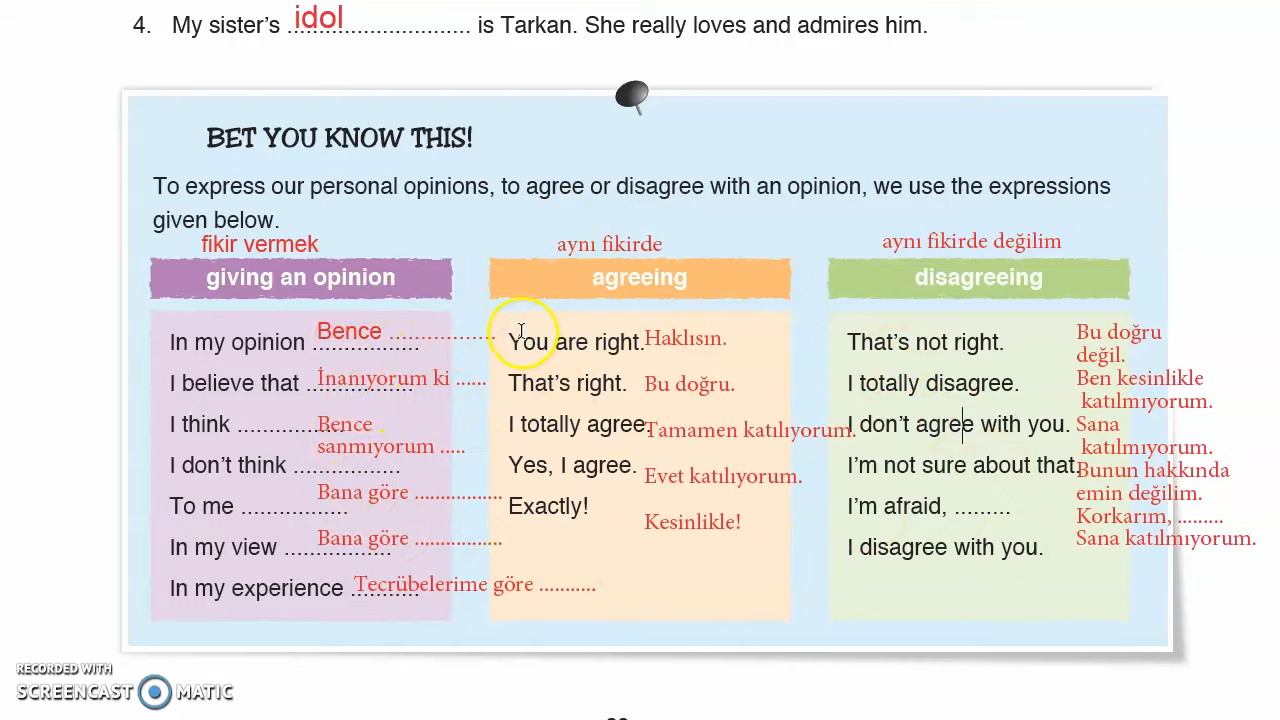 4. My sister's idol .............................. is Tarkan. She really loves and admires him.
BET YOU KNOW THIS!
To express our personal opinions, to agree or disagree with an opinion, we use the expressions
given below.
fikir vermek
giving an opinion
In my opinion ................ Bence .................
I believe that ................. İnanıyorum ki ......
I think ................ Bence .
I don't think ................. sanmıyorum .....
To me ................. Bana göre ...............
In my view ................. Bana göre ...............
In my experience ........... Tecrübelerime göre ...........
aynı fikirde
agreeing
You are right. Haklısın.
That's right. Bu doğru.
I totally agree. Tamamen katılıyorum.
Yes, I agree. Evet katılıyorum.
Exactly! Kesinlikle!
aynı fikirde değilim
disagreeing
That's not right. Bu doğru
değil.
I totally disagree. Ben kesinlikle
katılmıyorum.
I don't agree with you. Sana
katılmıyorum.
I'm not sure about that. Bunun hakkında
emin değilim.
I'm afraid, ......... Korkarım, .........
I disagree with you. Sana katılmıyorum.
RECORDED WITH
SCREENCAST MATIC